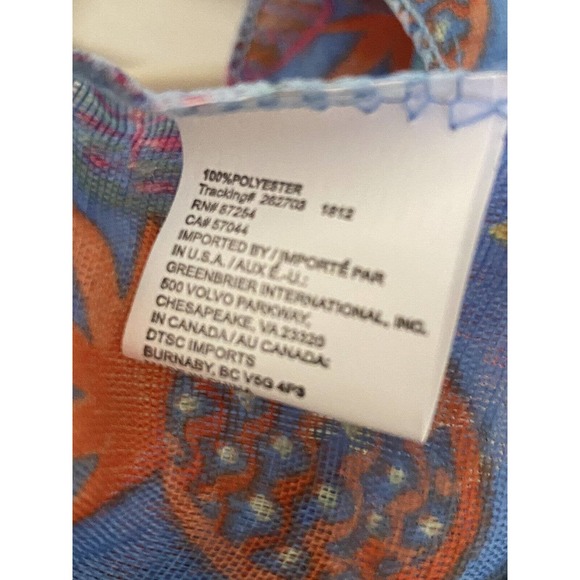 100%POLYESTER
Tracking# 262703 1812
RN# 57254
CA# 57044
IMPORTED BY / IMPORTÉ PAR
IN U.S.A. / AUX É.-U.:
GREENBRIER INTERNATIONAL, INC.
500 VOLVO PARKWAY,
CHESAPEAKE, VA 23320
IN CANADA / AU CANADA:
DTSC IMPORTS
BURNABY, BC V5G 4P3